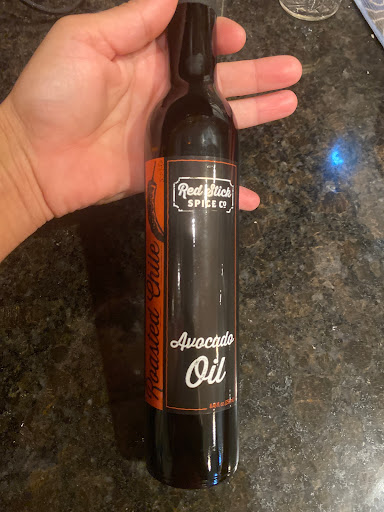 Red Stick
SPICE Co
Roasted Chile
Avocado
Oil